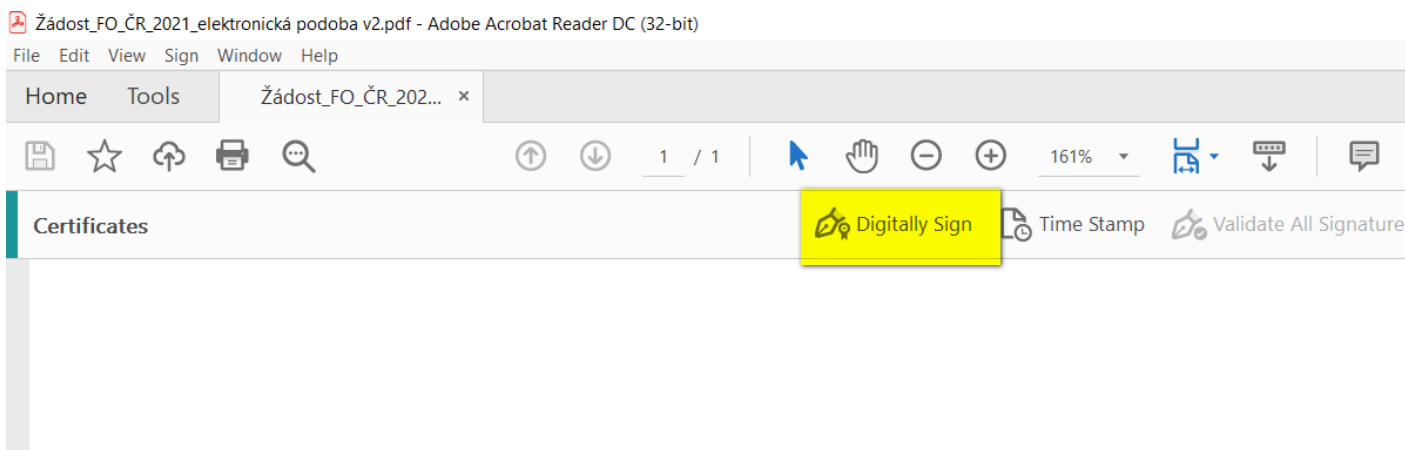 Žádost_FO_ČR_2021_elektronická podoba v2.pdf - Adobe Acrobat Reader DC (32-bit)
File Edit View Sign Window Help
Home Tools Žádost_FO_ČR_202... ×
1 / 1 161%
Certificates Digitally Sign Time Stamp Validate All Signature